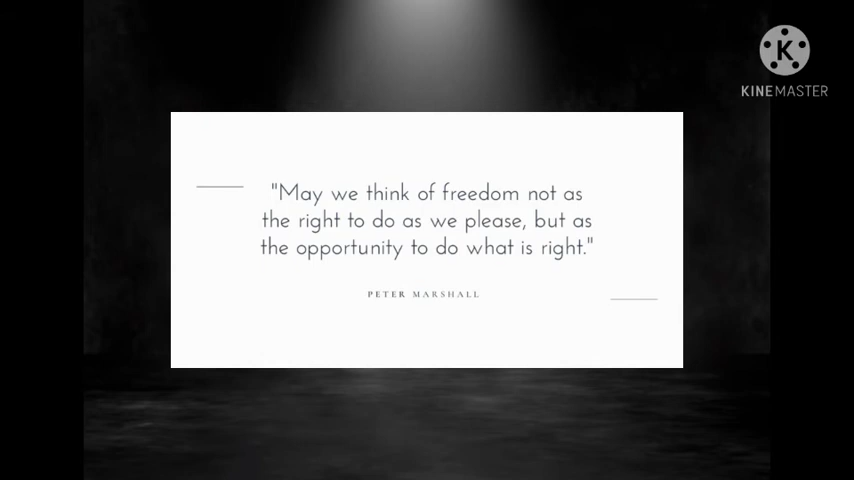 KINEMASTER
"May we think of freedom not as
the right to do as we please, but as
the opportunity to do what is right."
PETER MARSHALL